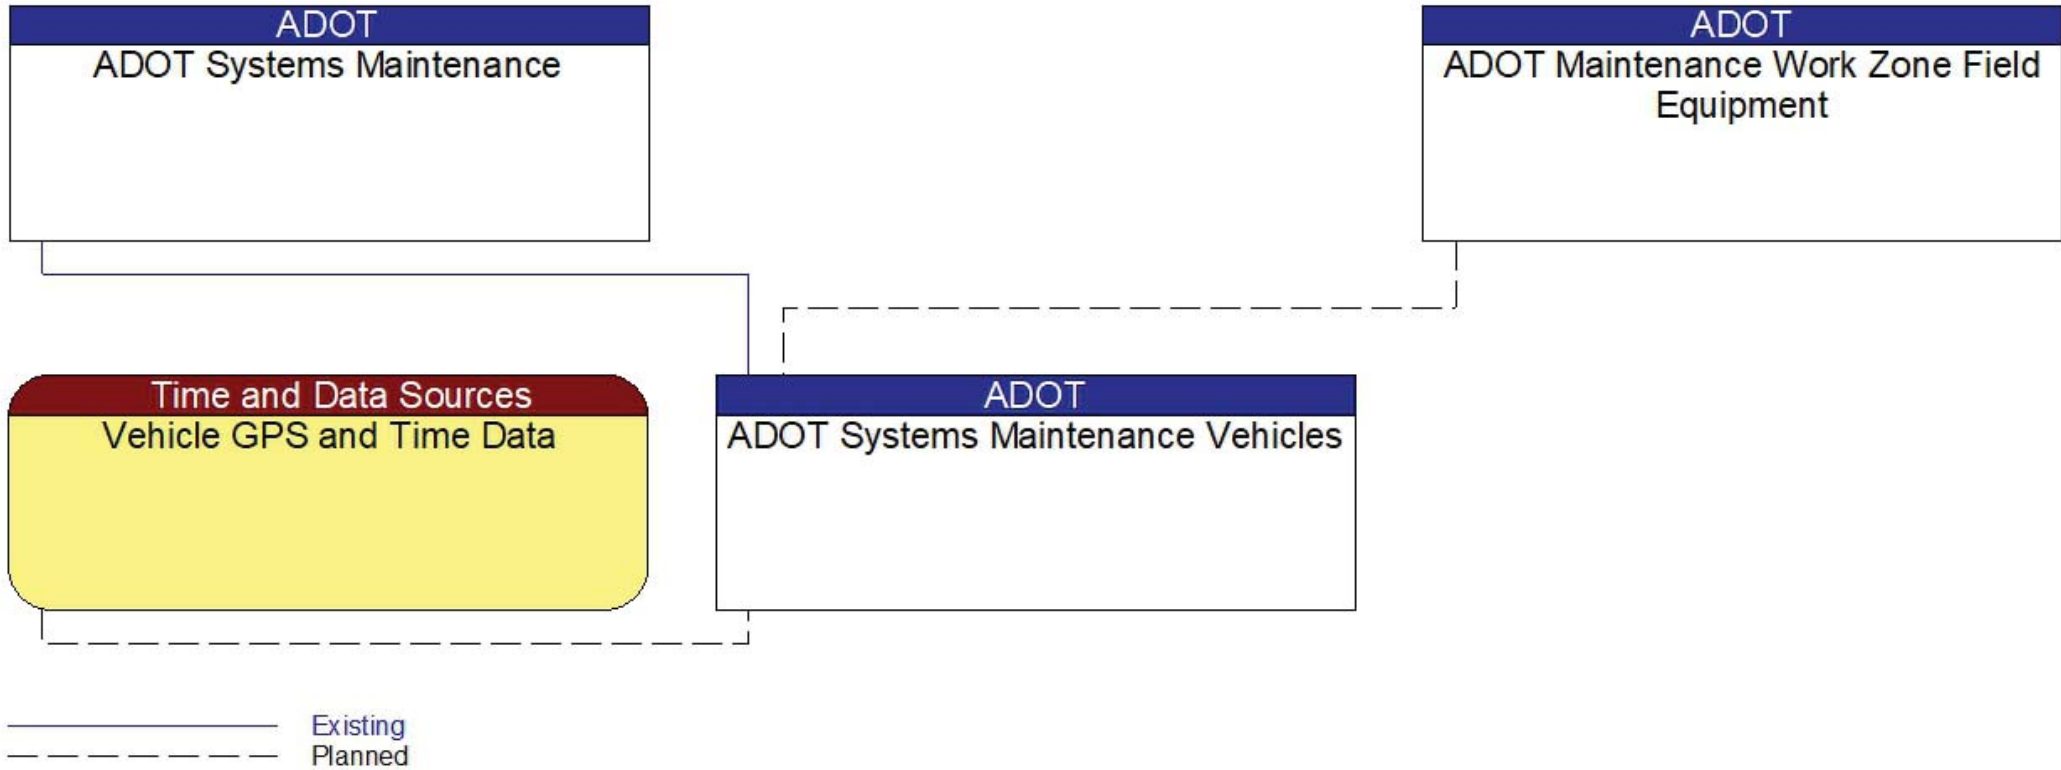 ADOT
ADOT Systems Maintenance
ADOT
ADOT Maintenance Work Zone Field
Equipment
Time and Data Sources
Vehicle GPS and Time Data
ADOT
ADOT Systems Maintenance Vehicles
Existing
Planned